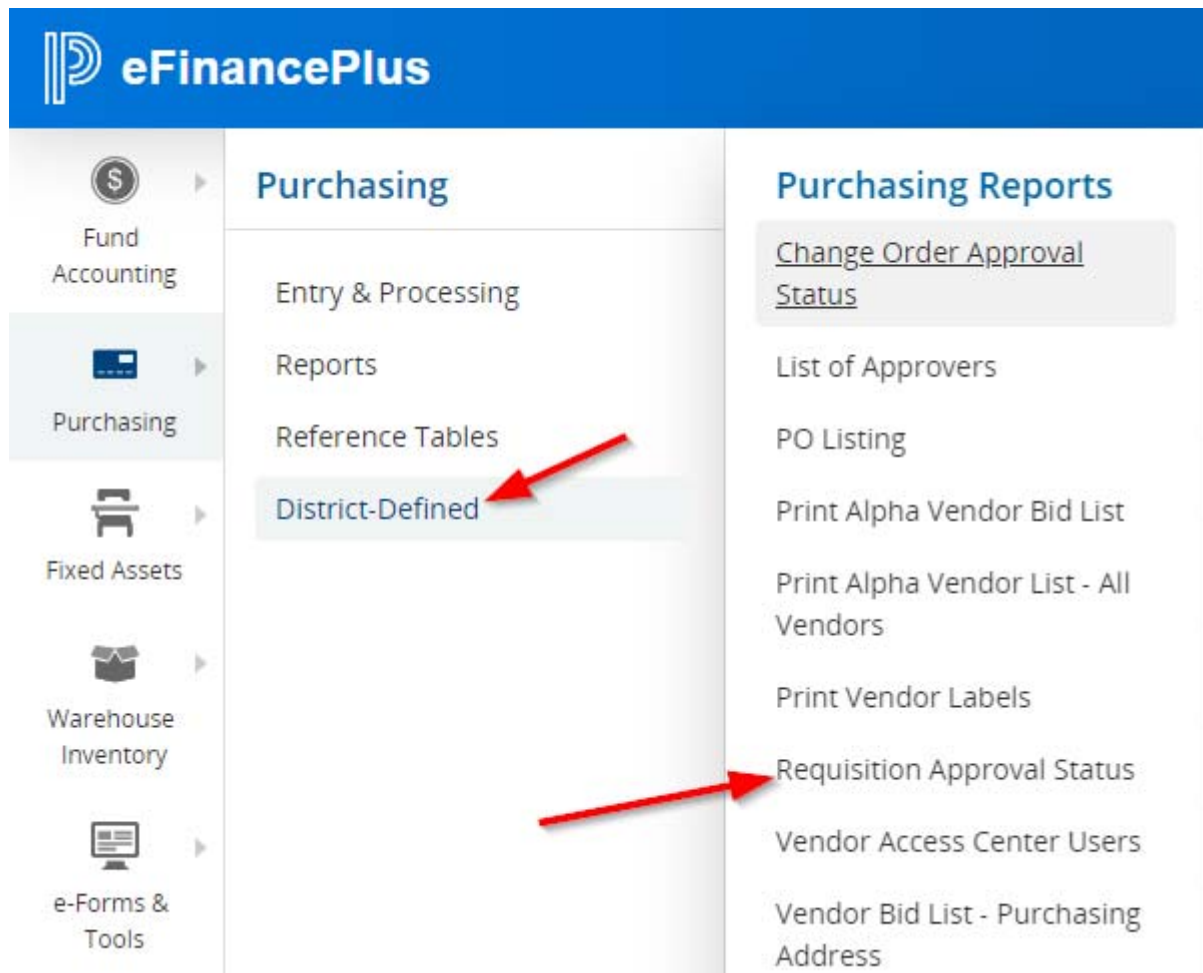 eFinancePlus
Fund
Accounting
Purchasing
Fixed Assets
Warehouse
Inventory
e-Forms &
Tools
Purchasing
Entry & Processing
Reports
Reference Tables
District-Defined
Purchasing Reports
Change Order Approval
Status
List of Approvers
PO Listing
Print Alpha Vendor Bid List
Print Alpha Vendor List - All
Vendors
Print Vendor Labels
Requisition Approval Status
Vendor Access Center Users
Vendor Bid List - Purchasing
Address